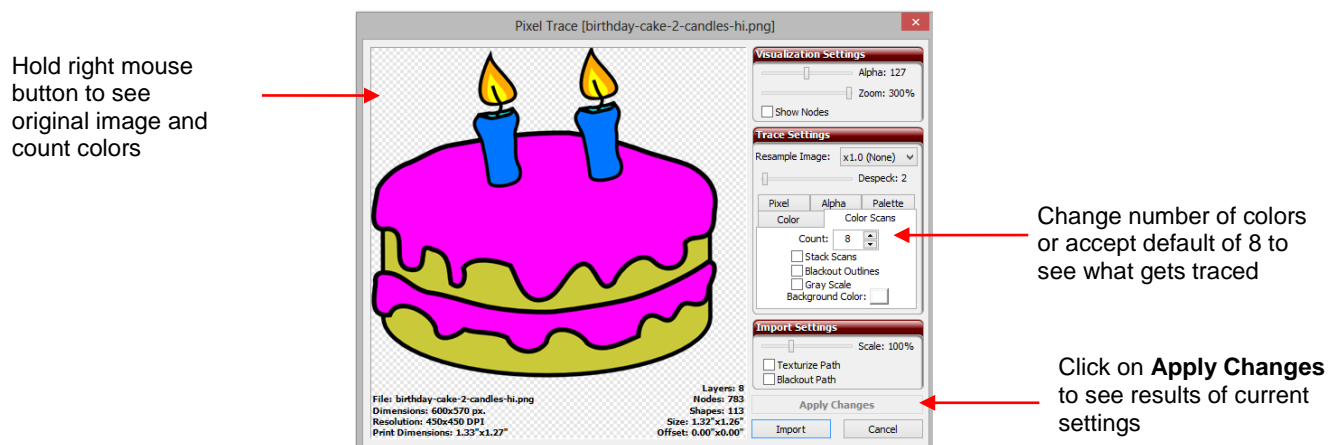 Pixel Trace [birthday-cake-2-candles-hi.png]
Hold right mouse
button to see
original image and
count colors
Visualization Settings
Alpha: 127
Zoom: 300%
Show Nodes
Trace Settings
Resample Image: x1.0 (None)
Despeck: 2
Pixel Alpha Palette
Color Color Scans
Count: 8
Stack Scans
Blackout Outlines
Gray Scale
Background Color:
Change number of colors
or accept default of 8 to
see what gets traced
Import Settings
Scale: 100%
Texturize Path
Blackout Path
Apply Changes
Import Cancel
Click on Apply Changes
to see results of current
settings
Layers: 8
File: birthday-cake-2-candles-hi.png Nodes: 783
Dimensions: 600x570 px. Shapes: 113
Resolution: 450x450 DPI Size: 1.32"x1.26"
Print Dimensions: 1.33"x1.27" Offset: 0.00"x0.00"